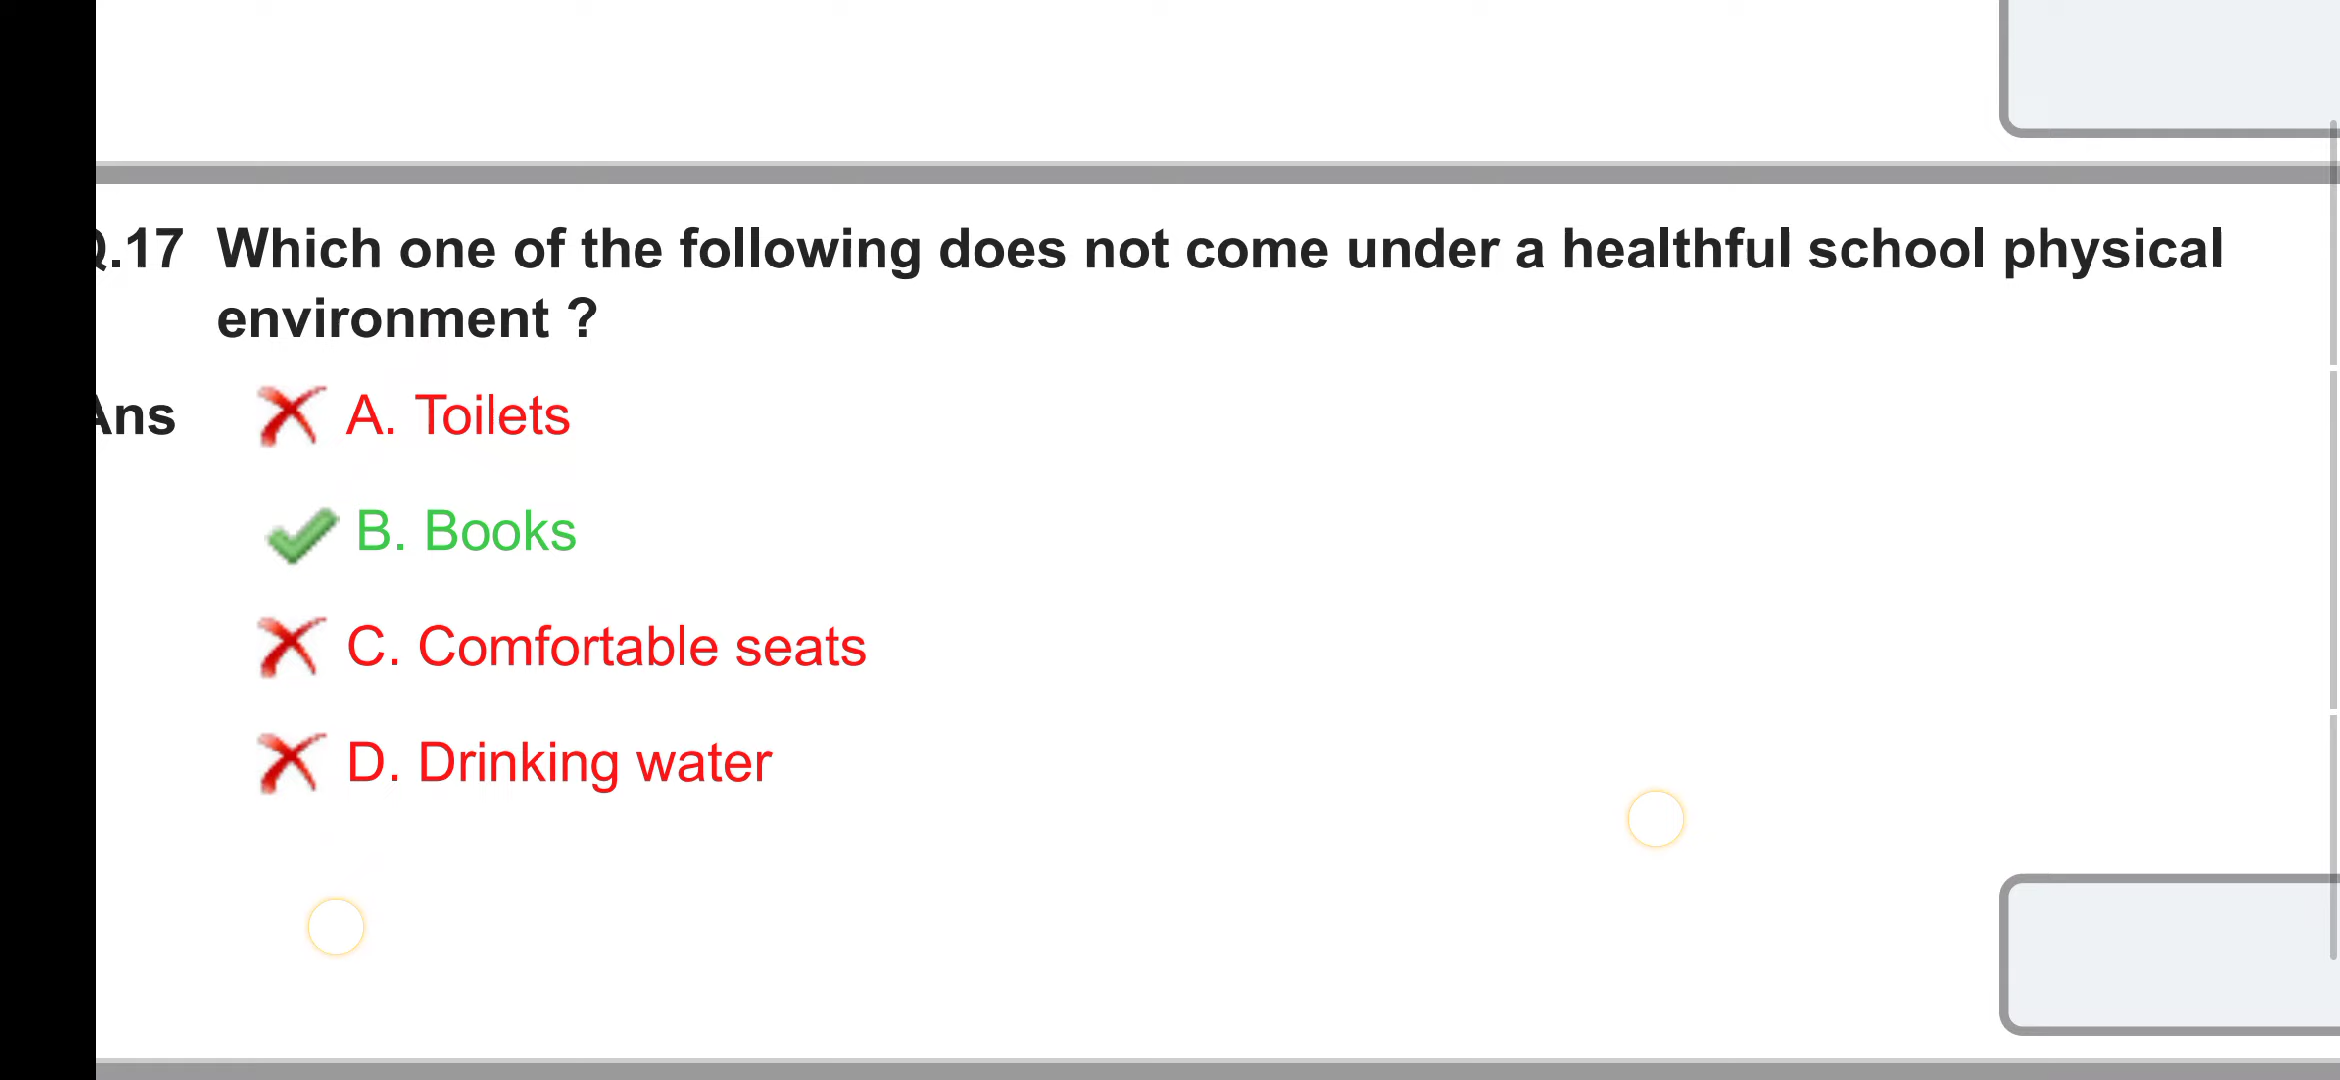 Q.17 Which one of the following does not come under a healthful school physical
environment ?
Ans A. Toilets
B. Books
C. Comfortable seats
D. Drinking water